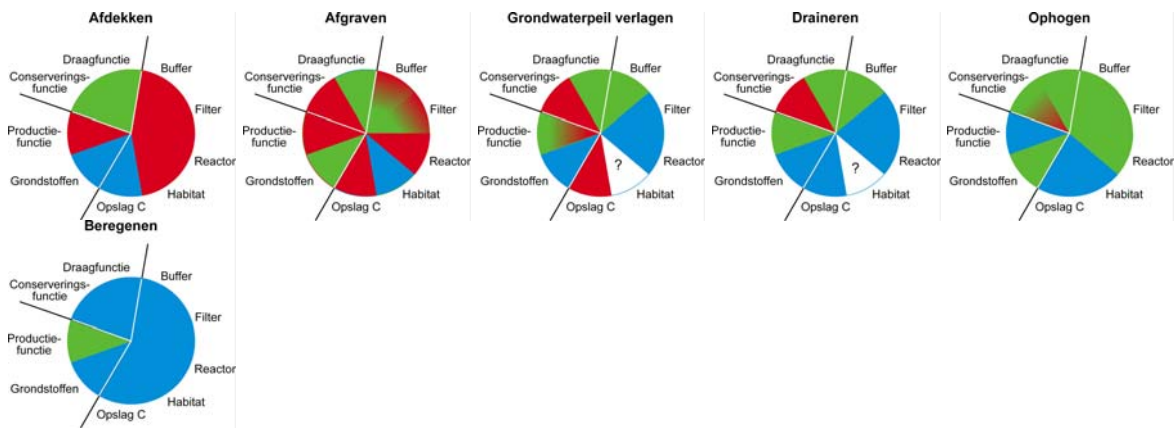 Afdekken
Draagfunctie
Buffer
Conserverings-
functie
Filter
Productie-
functie
Reactor
Grondstoffen
Habitat
Opslag C
Afgraven
Draagfunctie
Buffer
Conserverings-
functie
Filter
Productie-
functie
Reactor
Grondstoffen
Habitat
Opslag C
Grondwaterpeil verlagen
Draagfunctie
Buffer
Conserverings-
functie
Filter
Productie-
functie
Reactor
?
Grondstoffen
Habitat
Opslag C
Draineren
Draagfunctie
Buffer
Conserverings-
functie
Filter
Productie-
functie
Reactor
?
Grondstoffen
Habitat
Opslag C
Ophogen
Draagfunctie
Buffer
Conserverings-
functie
Filter
Productie-
functie
Reactor
Grondstoffen
Habitat
Opslag C
Beregenen
Draagfunctie
Buffer
Conserverings-
functie
Filter
Productie-
functie
Reactor
Grondstoffen
Habitat
Opslag C